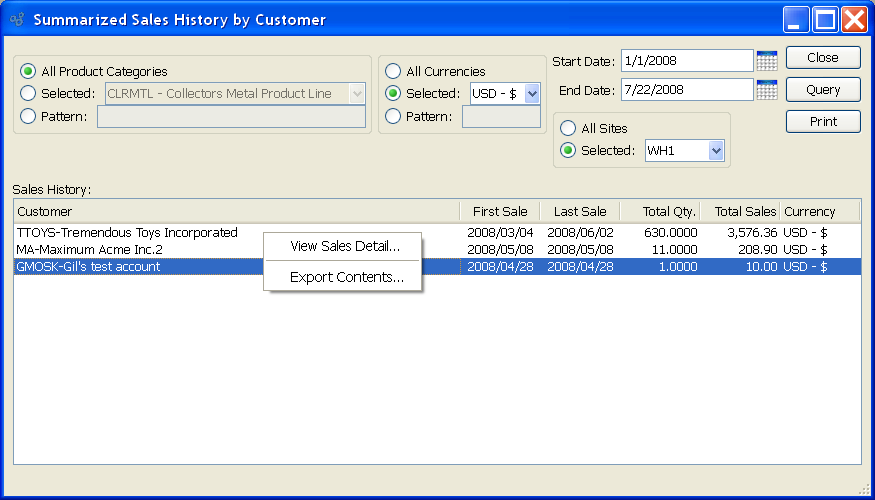 Summarized Sales History by Customer
All Product Categories
Selected: CLRMTL - Collectors Metal Product Line
Pattern:
All Currencies
Selected: USD - $
Pattern:
Start Date: 1/1/2008
End Date: 7/22/2008
All Sites
Selected: WH1
Close
Query
Print
Sales History:
Customer First Sale Last Sale Total Qty. Total Sales Currency
TTOYS-Tremendous Toys Incorporated 2008/03/04 2008/06/02 630.0000 3,576.36 USD - $
MA-Maximum Acme Inc.2 2008/05/08 2008/05/08 11.0000 208.90 USD - $
GMOSK-Gil's test account 2008/04/28 2008/04/28 1.0000 10.00 USD - $
View Sales Detail...
Export Contents...